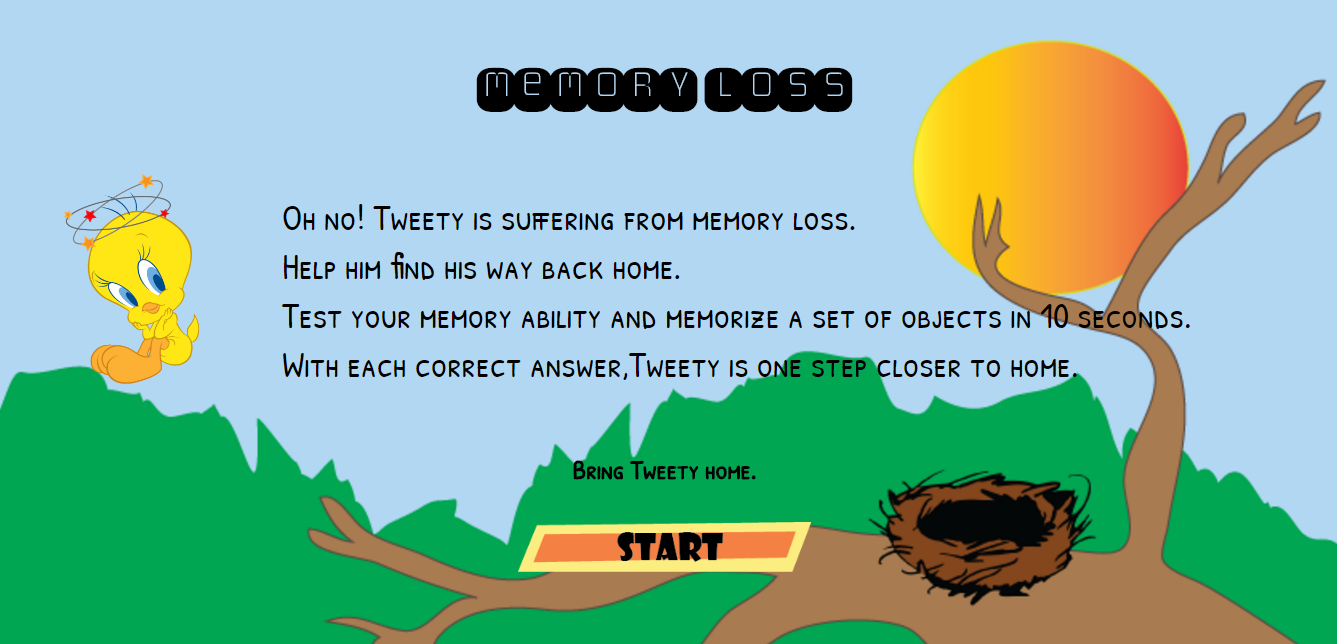 MeMORY LOSS
Oh no! Tweety is suffering from memory loss.
Help him find his way back home.
Test your memory ability and memorize a set of objects in 10 seconds.
With each correct answer,Tweety is one step closer to home.
Bring Tweety home.
START